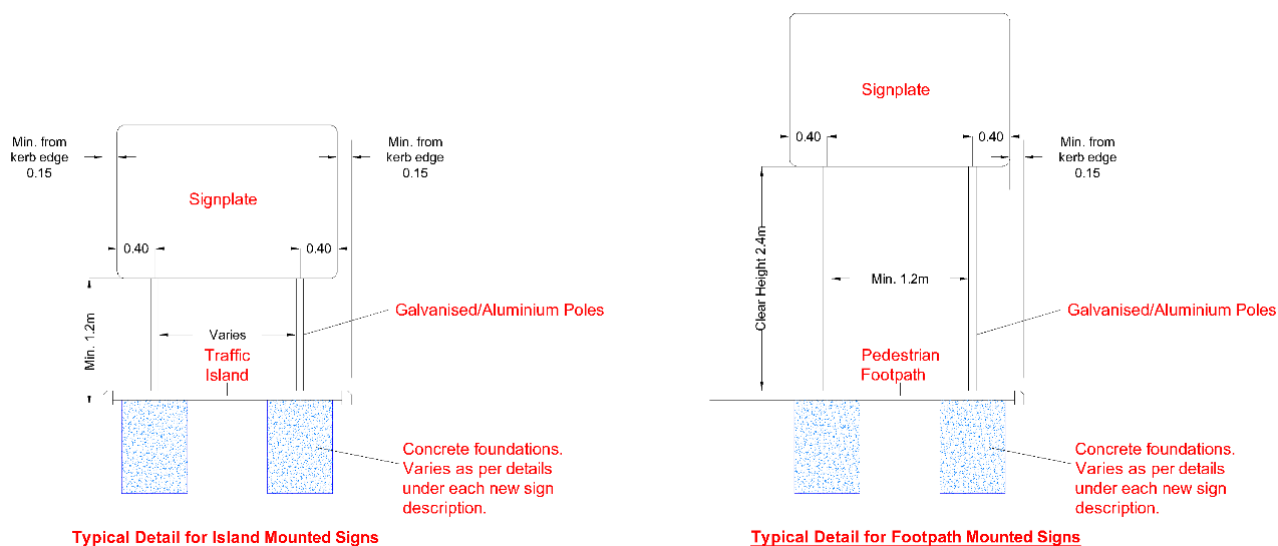 Min. from
kerb edge
0.15
Signplate
Min. from
kerb edge
0.15
0.40
0.40
Min. 1.2m
Varies
Traffic
Island
Galvanised/Aluminium Poles
Concrete foundations.
Varies as per details
under each new sign
description.
Typical Detail for Island Mounted Signs
Signplate
0.40
0.40
Min. from
kerb edge
0.15
Clear Height 2.4m
Min. 1.2m
Galvanised/Aluminium Poles
Pedestrian
Footpath
Concrete foundations.
Varies as per details
under each new sign
description.
Typical Detail for Footpath Mounted Signs